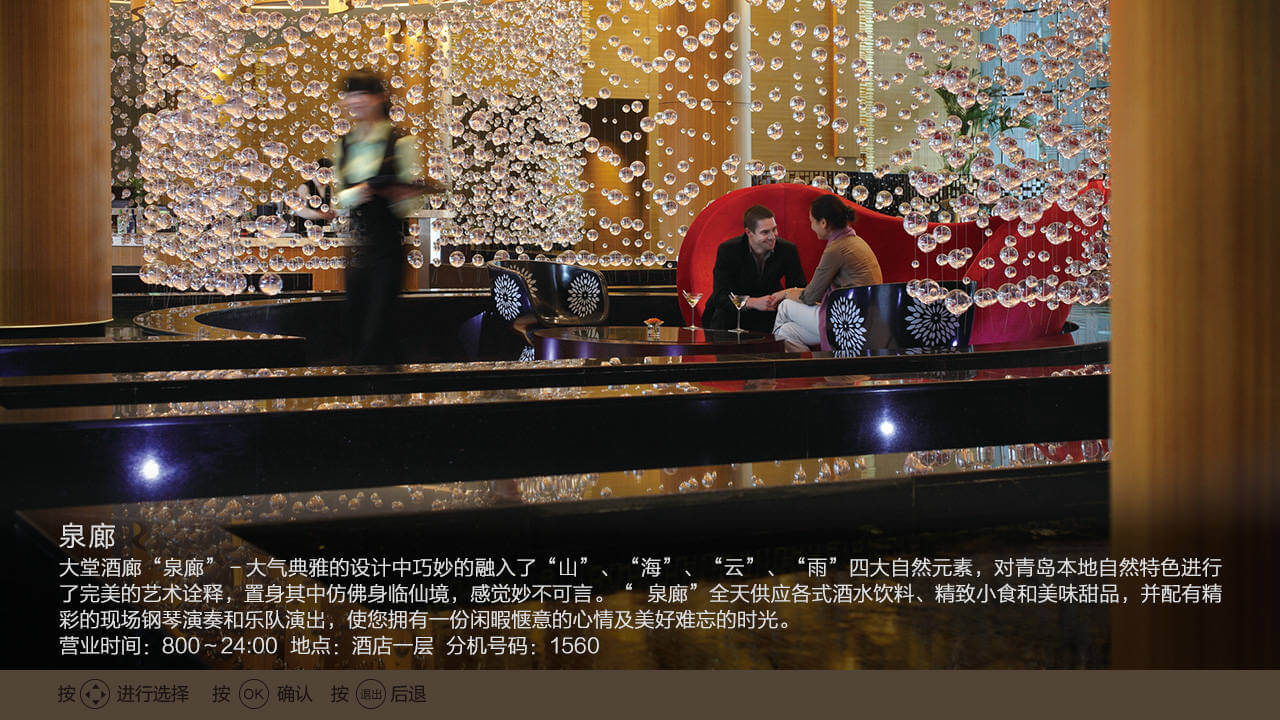 泉廊
大堂酒廊“泉廊”－大气典雅的设计中巧妙的融入了“山”、“海”、“云”、“雨”四大自然元素，对青岛本地自然特色进行
了完美的艺术诠释，置身其中仿佛身临仙境，感觉妙不可言。“ 泉廊”全天供应各式酒水饮料、精致小食和美味甜品，并配有精
彩的现场钢琴演奏和乐队演出，使您拥有一份闲暇惬意的心情及美好难忘的时光。
营业时间：800～24:00 地点：酒店一层 分机号码：1560
按 进行选择 按 OK 确认 按 退出 后退